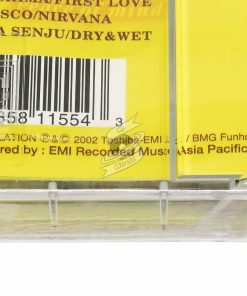 /FIRST LOVE
SCO/NIRVANA
A SENJU/DRY&WET
58 11554 3
LATION ℗&© 2002 Toshiba-EMI / BMG Funh
red by : EMI Recorded Music Asia Pacific